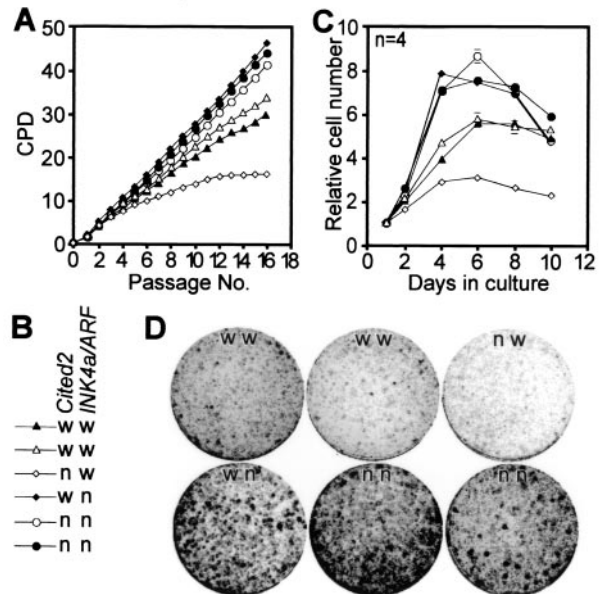 A
50
40
30
20
10
0
CPD
0 2 4 6 8 10 12 14 16 18
Passage No.
C
n=4
10
8
6
4
2
0
Relative cell number
0 2 4 6 8 10
Days in culture
B
Cited2
INK4a/ARF
w w
w w
n w
w n
n n
n n
D
w w
w w
n w
w n
n n
n n